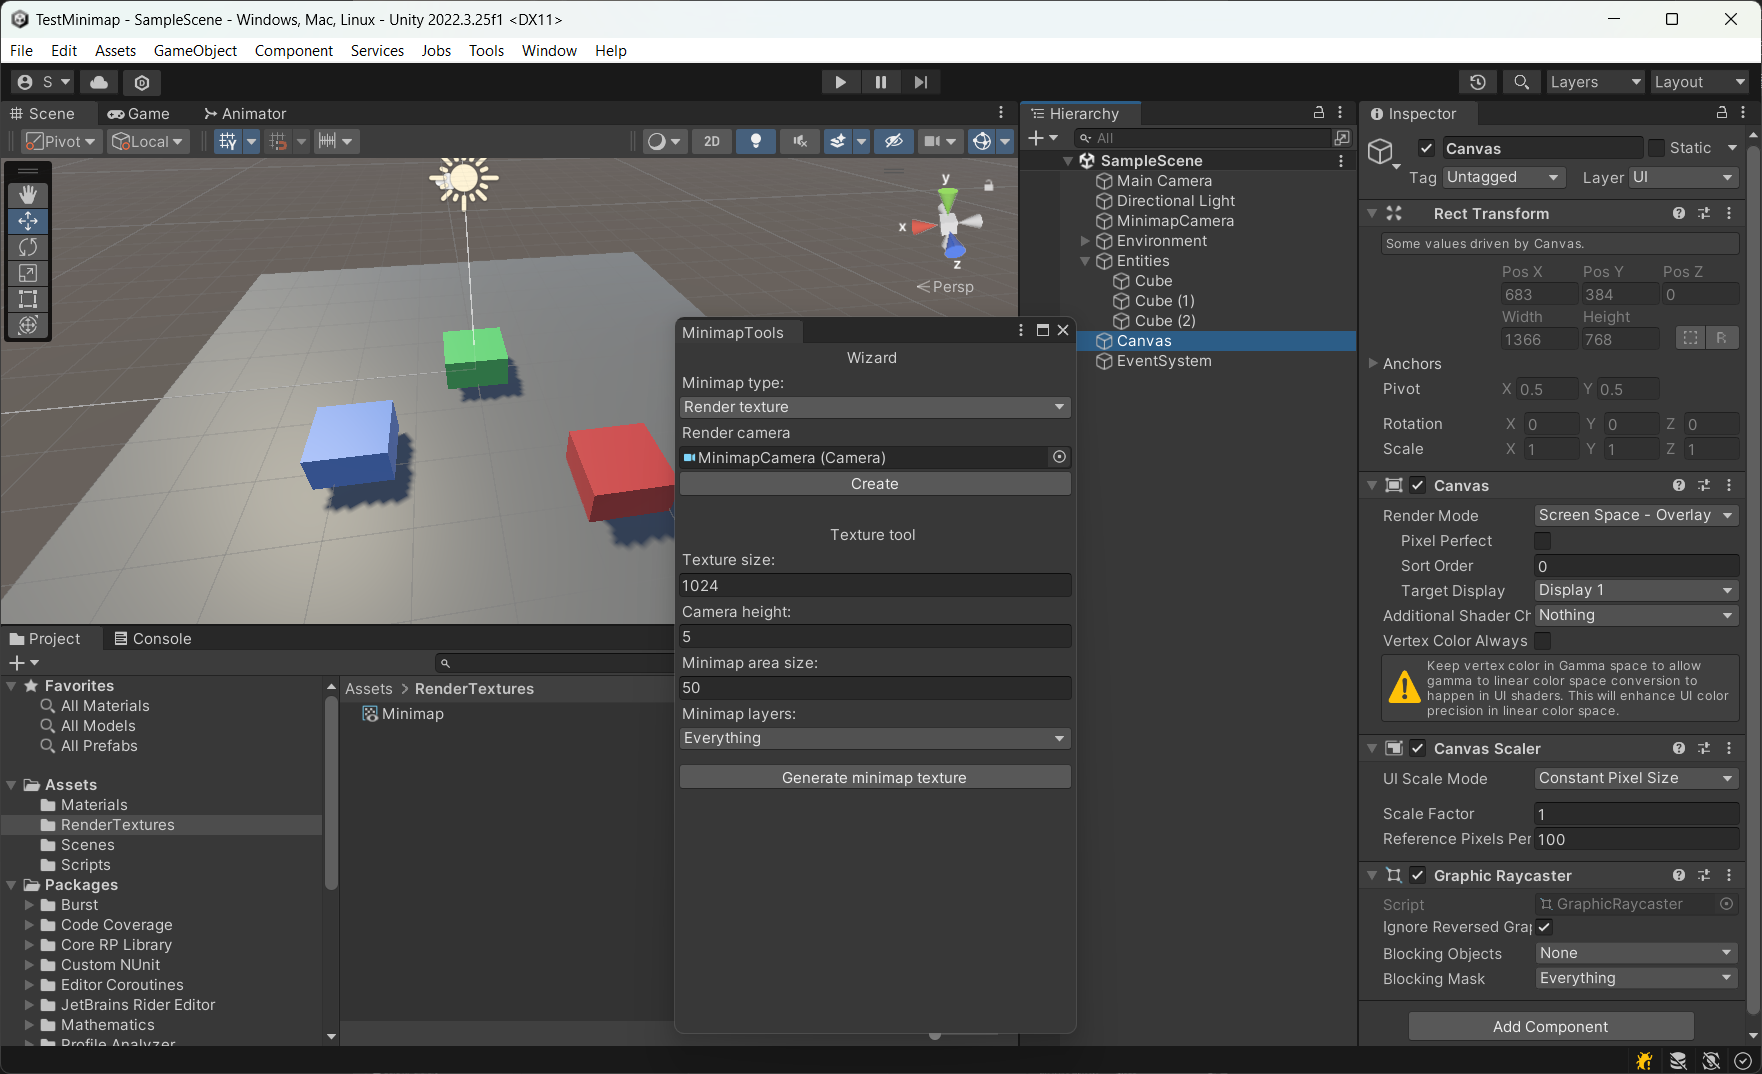 TestMinimap - SampleScene - Windows, Mac, Linux - Unity 2022.3.25f1 <DX11>
File Edit Assets GameObject Component Services Jobs Tools Window Help
S
Layers
Layout
Scene
Game
Animator
Pivot
Local
2D
y
x
z
Persp
Hierarchy
All
SampleScene
Main Camera
Directional Light
MinimapCamera
Environment
Entities
Cube
Cube (1)
Cube (2)
Canvas
EventSystem
MinimapTools
Wizard
Minimap type:
Render texture
Render camera
MinimapCamera (Camera)
Create
Texture tool
Texture size:
1024
Camera height:
5
Minimap area size:
50
Minimap layers:
Everything
Generate minimap texture
Project
Console
Favorites
All Materials
All Models
All Prefabs
Assets
Materials
RenderTextures
Scenes
Scripts
Packages
Burst
Code Coverage
Core RP Library
Custom NUnit
Editor Coroutines
JetBrains Rider Editor
Mathematics
Profile Analyzer
Assets > RenderTextures
Minimap
Inspector
Canvas
Static
Tag Untagged Layer UI
Rect Transform
Some values driven by Canvas.
Pos X Pos Y Pos Z
683 384 0
Width Height
1366 768
R
Anchors
Pivot X 0.5 Y 0.5
Rotation X 0 Y 0 Z 0
Scale X 1 Y 1 Z 1
Canvas
Render Mode Screen Space - Overlay
Pixel Perfect
Sort Order 0
Target Display Display 1
Additional Shader Ch Nothing
Vertex Color Always
Keep vertex color in Gamma space to allow
gamma to linear color space conversion to
happen in UI shaders. This will enhance UI color
precision in linear color space.
Canvas Scaler
UI Scale Mode Constant Pixel Size
Scale Factor 1
Reference Pixels Per 100
Graphic Raycaster
Script GraphicRaycaster
Ignore Reversed Grap
Blocking Objects None
Blocking Mask Everything
Add Component